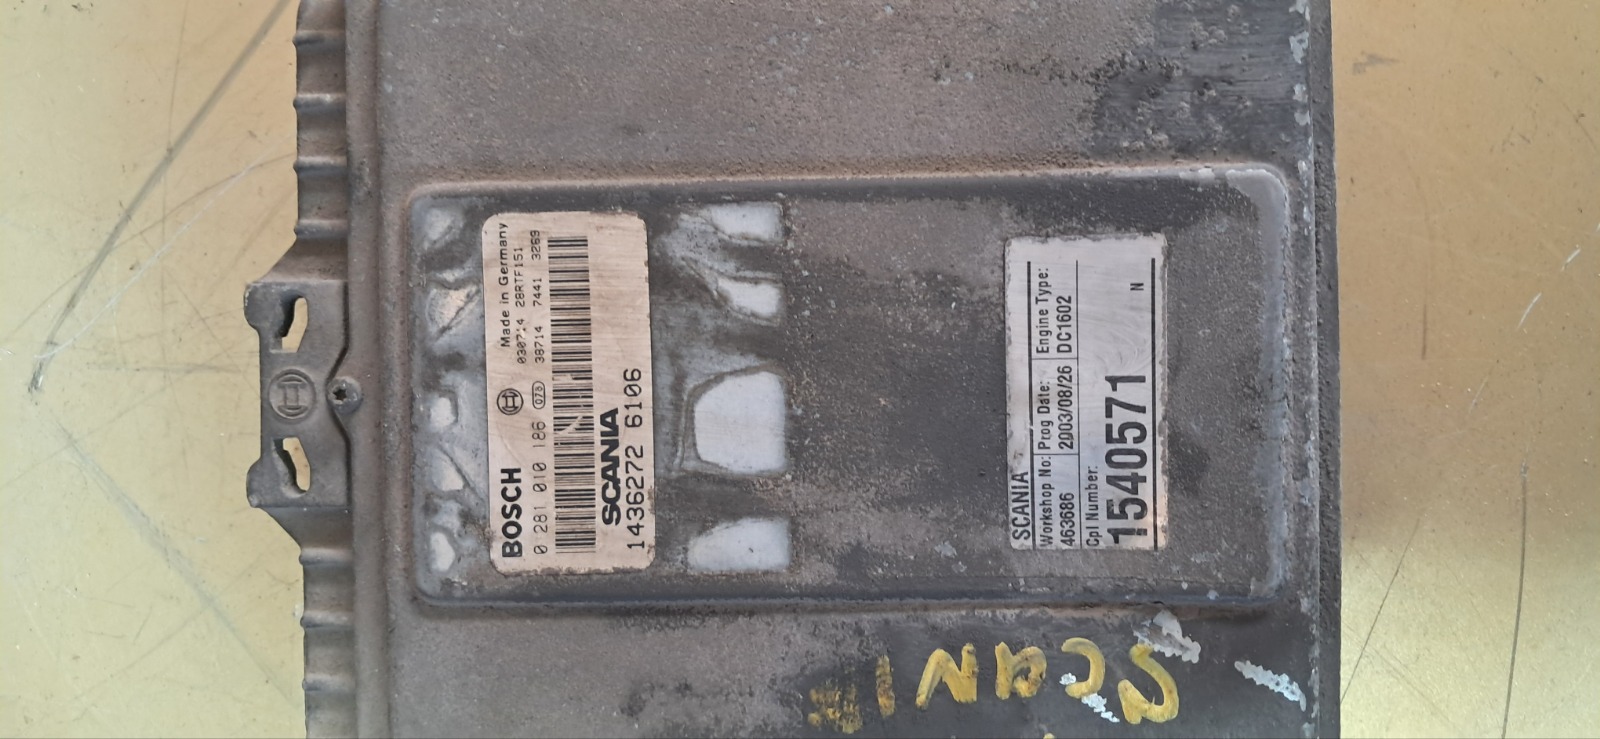 BOSCH
Made in Germany
0 281 010 186
073
030714 28RTF151
38714 7441 3269
SCANIA
1436272 6106
SCANIA
Workshop No: Prog Date: Engine Type:
463686 2003/08/26 DC1602
Cpl Number:
1540571
N
SCANIA